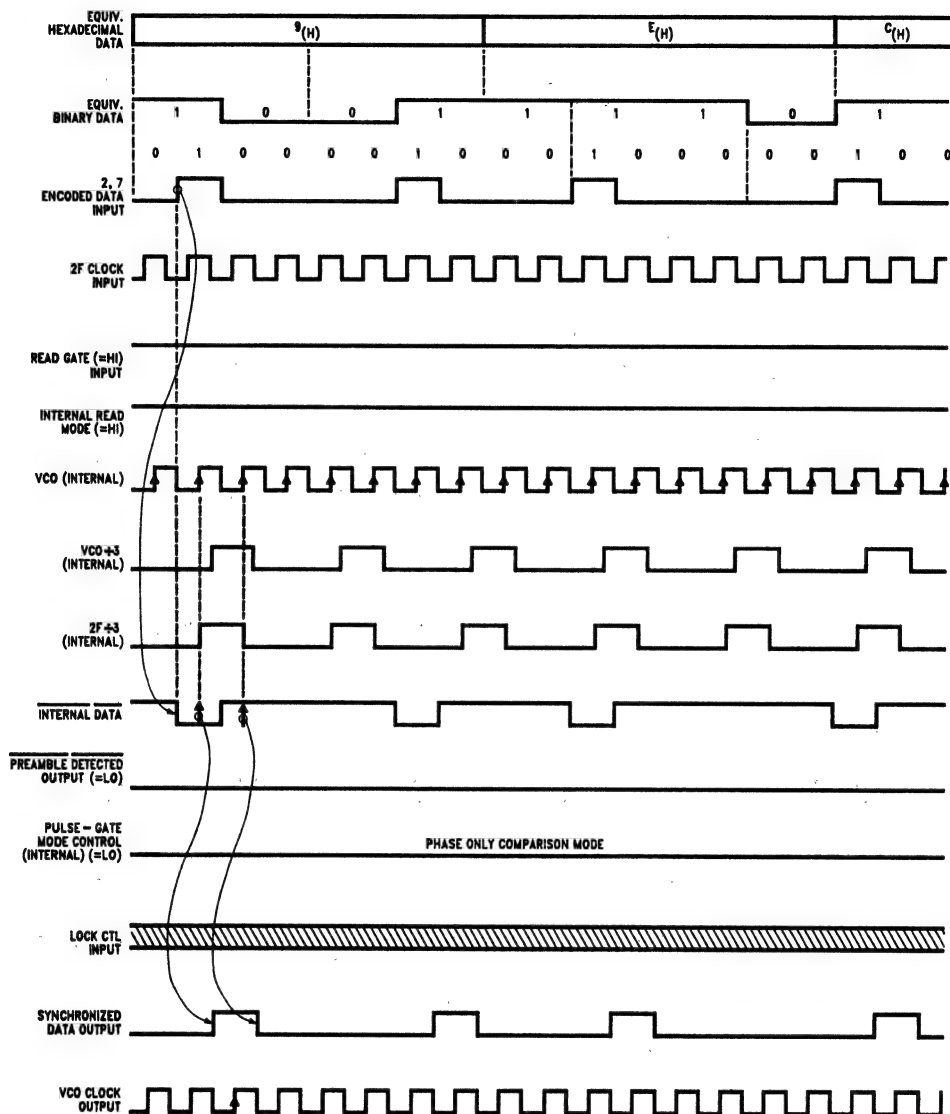 EQUIV.
HEXADECIMAL
DATA
9(H)
E(H)
C(H)
EQUIV.
BINARY DATA
1 0 0 1 1 1 1 0 1
0 1 0 0 0 0 1 0 0 0 1 0 0 0 0 0 1 0 0
2, 7
ENCODED DATA
INPUT
2F CLOCK
INPUT
READ GATE (=HI)
INPUT
INTERNAL READ
MODE (=HI)
VCO (INTERNAL)
VCO÷3
(INTERNAL)
2F÷3
(INTERNAL)
INTERNAL DATA
PREAMBLE DETECTED
OUTPUT (=LO)
PULSE-GATE
MODE CONTROL
(INTERNAL) (=LO)
PHASE ONLY COMPARISON MODE
LOCK CTL
INPUT
SYNCHRONIZED
DATA OUTPUT
VCO CLOCK
OUTPUT